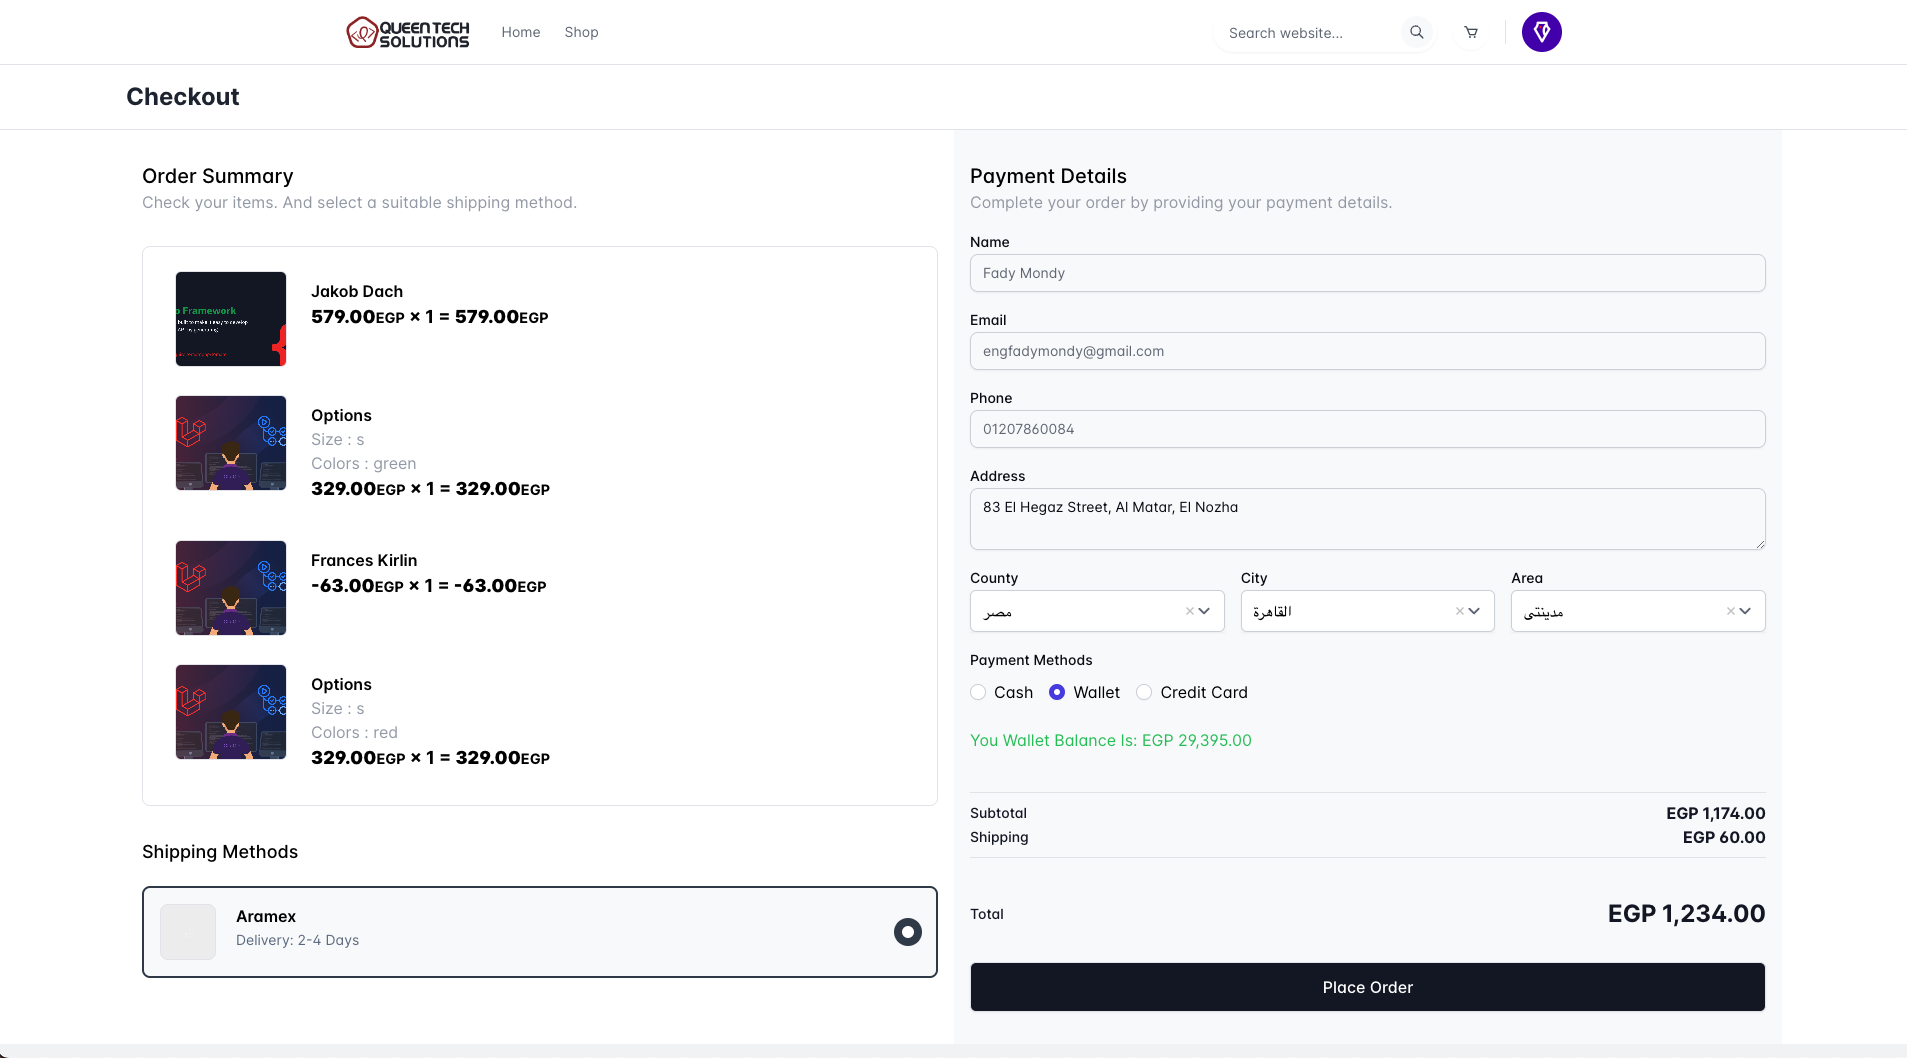 QUEEN TECH
SOLUTIONS
Home
Shop
Search website...
Checkout
Order Summary
Check your items. And select a suitable shipping method.
o Framework
Jakob Dach
579.00EGP × 1 = 579.00EGP
Options
Size : s
Colors : green
329.00EGP × 1 = 329.00EGP
Frances Kirlin
-63.00EGP × 1 = -63.00EGP
Options
Size : s
Colors : red
329.00EGP × 1 = 329.00EGP
Shipping Methods
Aramex
Delivery: 2-4 Days
Payment Details
Complete your order by providing your payment details.
Name
Fady Mondy
Email
engfadymondy@gmail.com
Phone
01207860084
Address
83 El Hegaz Street, Al Matar, El Nozha
County
City
Area
مصر
القاهرة
مدينتى
Payment Methods
Cash
Wallet
Credit Card
You Wallet Balance Is: EGP 29,395.00
Subtotal
EGP 1,174.00
Shipping
EGP 60.00
Total
EGP 1,234.00
Place Order